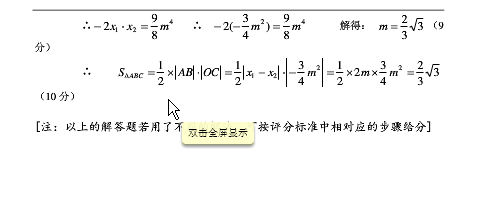 ∴ -2x₁·x₂ = 9/8 m⁴ ∴ -2(-3/4 m²) = 9/8 m⁴ 解得: m = 2/3 √3 (9
分)
∴ S△ABC = 1/2 × |AB|·|OC| = 1/2 |x₁ - x₂| |-3/4 m²| = 1/2 × 2m × 3/4 m² = 2/3 √3
(10 分)
[注：以上的解答题若用了不 按评分标准中相对应的步骤给分]
双击全屏显示